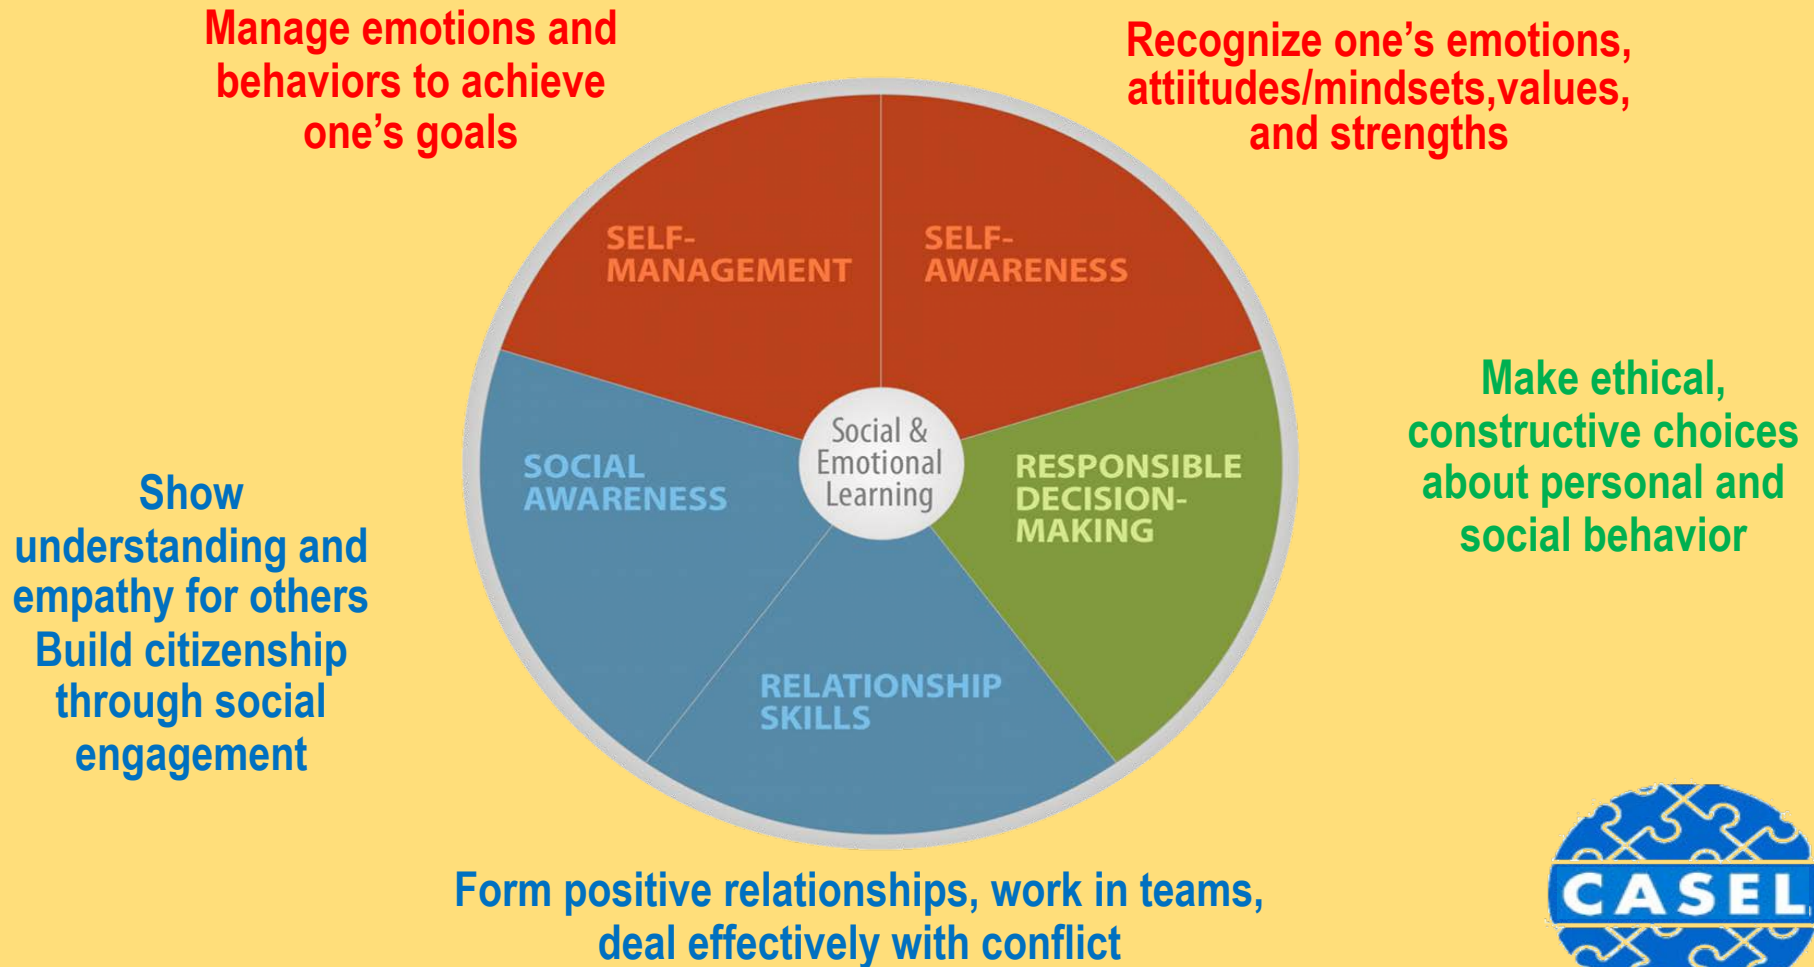 Manage emotions and
behaviors to achieve
one’s goals
Recognize one’s emotions,
attiitudes/mindsets,values,
and strengths
SELF-
MANAGEMENT
SELF-
AWARENESS
Make ethical,
constructive choices
about personal and
social behavior
Social &
Emotional
Learning
SOCIAL
AWARENESS
RESPONSIBLE
DECISION-
MAKING
Show
understanding and
empathy for others
Build citizenship
through social
engagement
RELATIONSHIP
SKILLS
Form positive relationships, work in teams,
deal effectively with conflict
CASEL